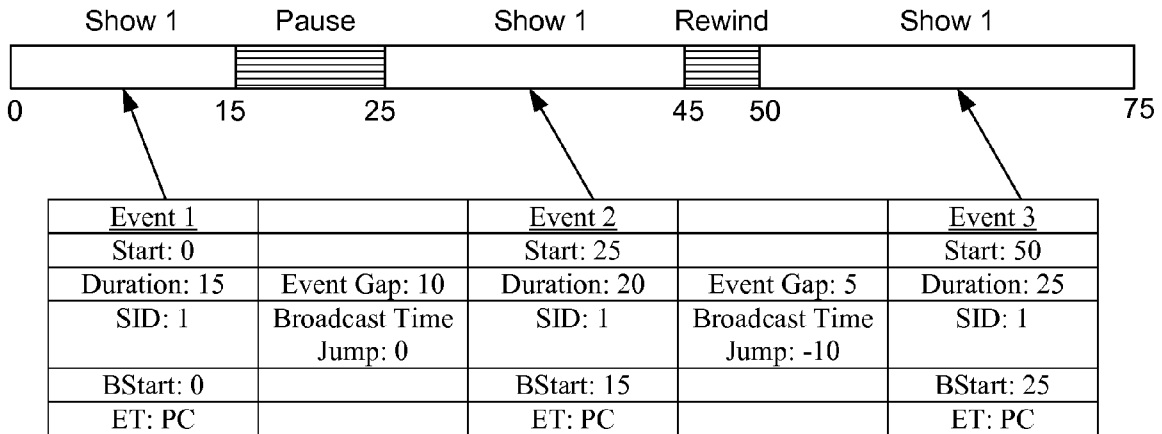 Show 1 Pause Show 1 Rewind Show 1
0 15 25 45 50 75
Event 1 Event 2 Event 3
Start: 0 Start: 25 Start: 50
Duration: 15 Event Gap: 10 Duration: 20 Event Gap: 5 Duration: 25
SID: 1 Broadcast Time SID: 1 Broadcast Time SID: 1
Jump: 0 Jump: -10
BStart: 0 BStart: 15 BStart: 25
ET: PC ET: PC ET: PC